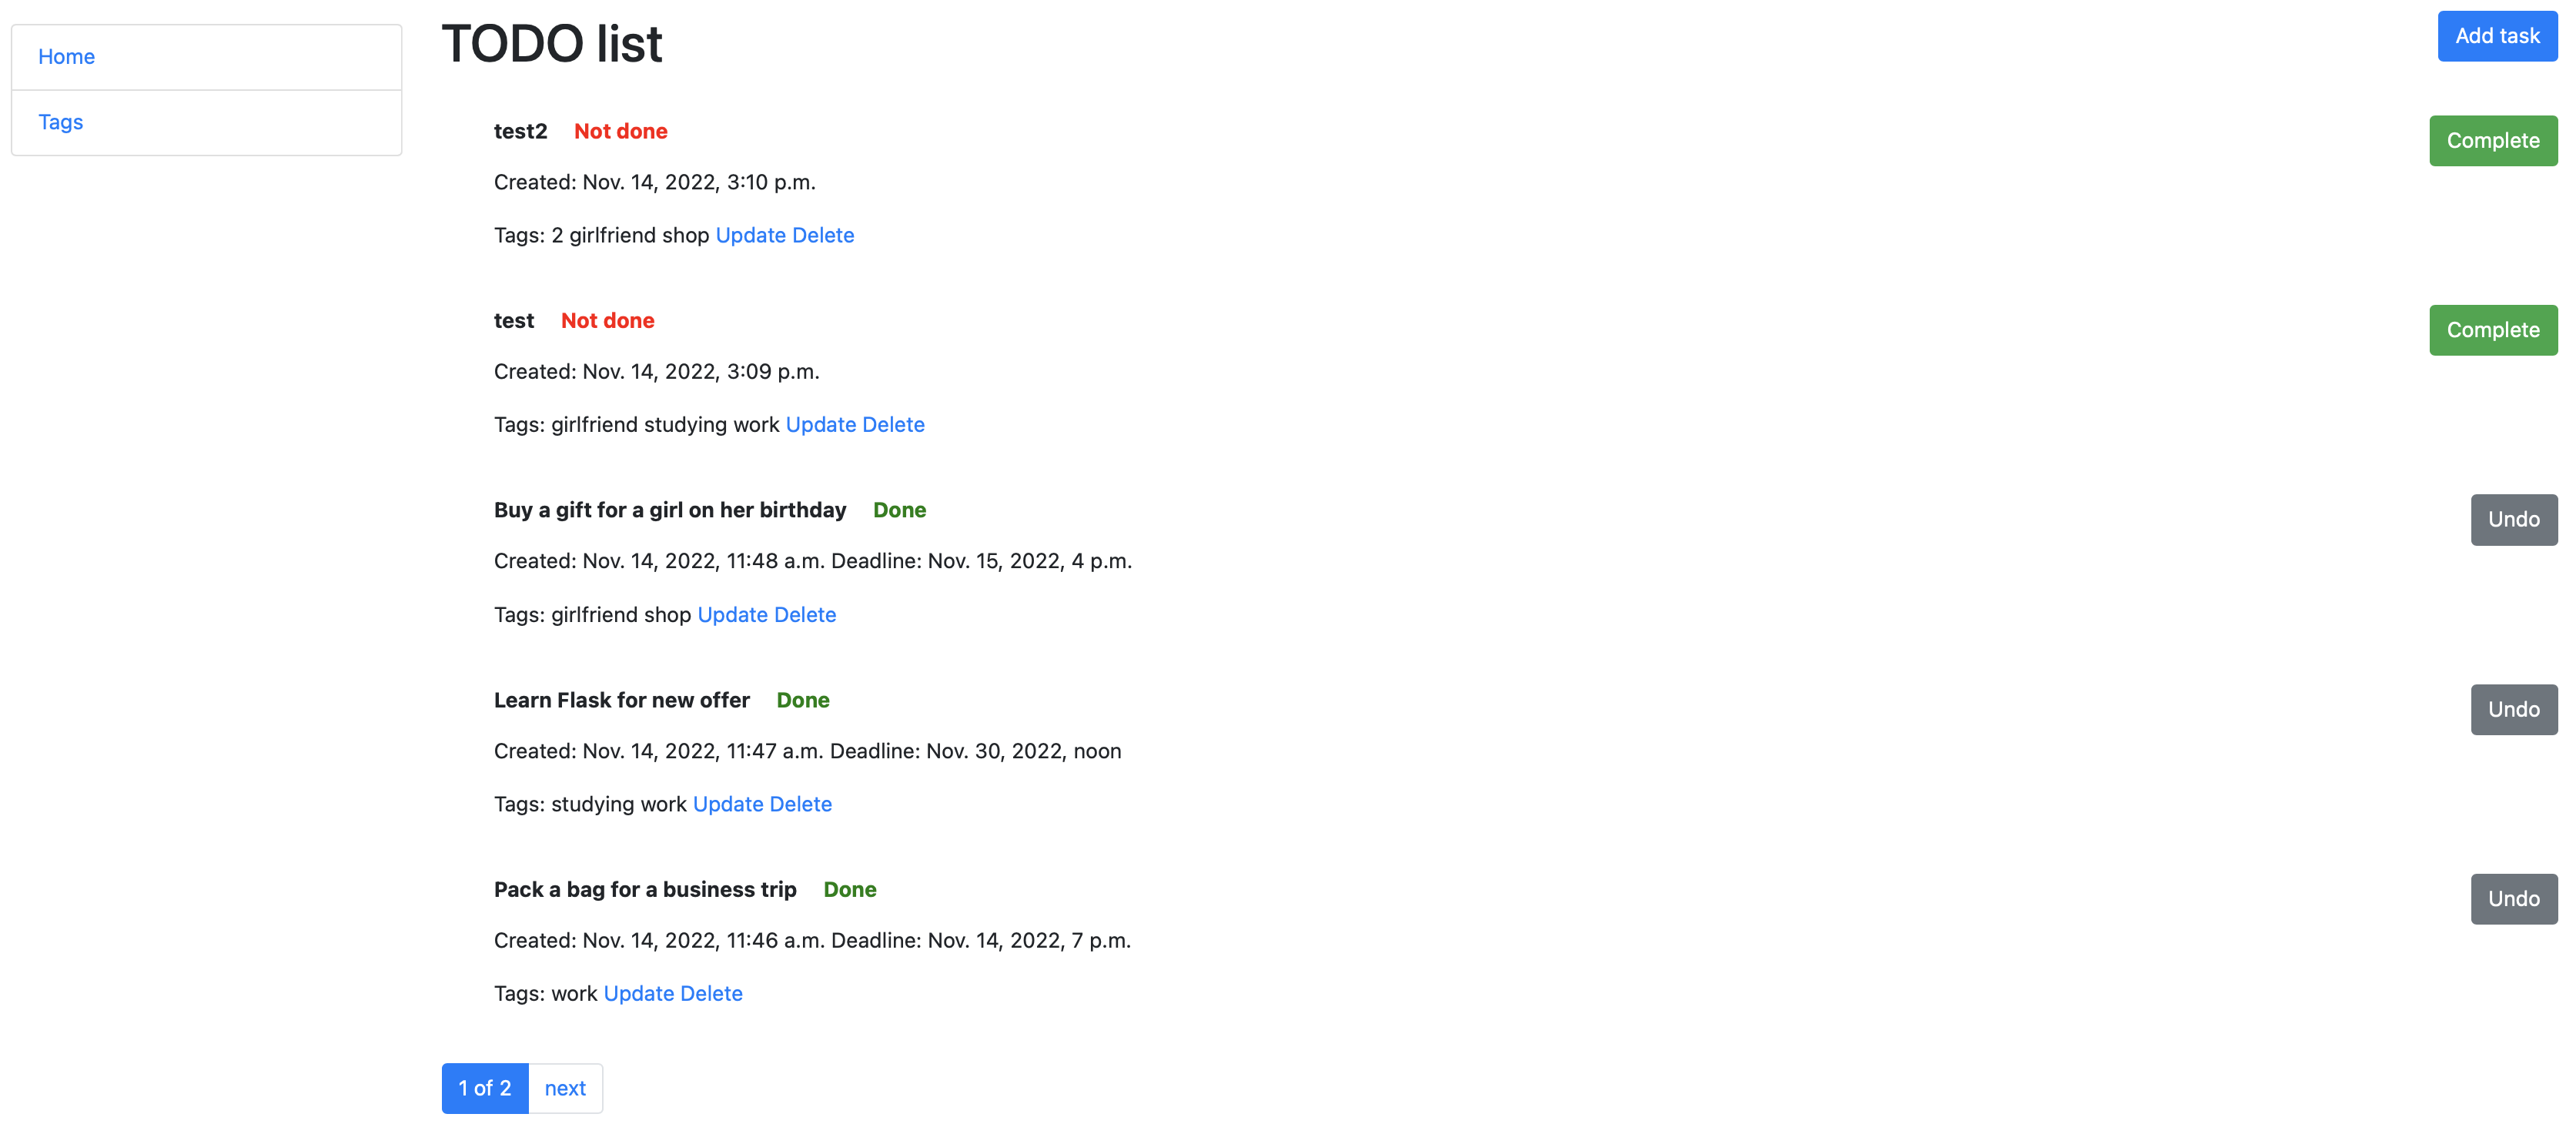 Home
Tags
TODO list
Add task
test2 Not done
Complete
Created: Nov. 14, 2022, 3:10 p.m.
Tags: 2 girlfriend shop Update Delete
test Not done
Complete
Created: Nov. 14, 2022, 3:09 p.m.
Tags: girlfriend studying work Update Delete
Buy a gift for a girl on her birthday Done
Undo
Created: Nov. 14, 2022, 11:48 a.m. Deadline: Nov. 15, 2022, 4 p.m.
Tags: girlfriend shop Update Delete
Learn Flask for new offer Done
Undo
Created: Nov. 14, 2022, 11:47 a.m. Deadline: Nov. 30, 2022, noon
Tags: studying work Update Delete
Pack a bag for a business trip Done
Undo
Created: Nov. 14, 2022, 11:46 a.m. Deadline: Nov. 14, 2022, 7 p.m.
Tags: work Update Delete
1 of 2 next